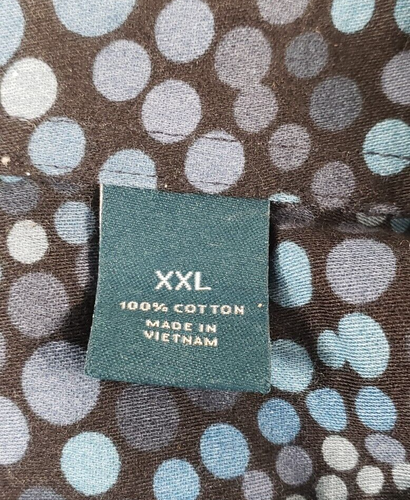 XXL
100% COTTON
MADE IN
VIETNAM